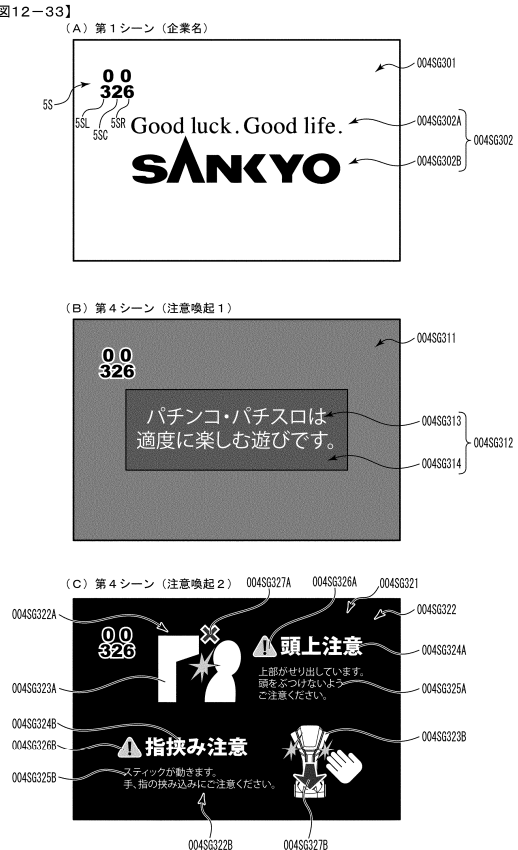 【図12－33】
（A）第1シーン（企業名）
004SG301
00
326
5S
5SL
5SC
5SR
Good luck. Good life.
SANKYO
004SG302A
004SG302
004SG302B
（B）第4シーン（注意喚起1）
004SG311
00
326
パチンコ・パチスロは
適度に楽しむ遊びです。
004SG313
004SG312
004SG314
（C）第4シーン（注意喚起2）
004SG327A
004SG326A
004SG321
004SG322A
004SG322
00
326
頭上注意
004SG324A
上部がせり出しています。
頭をぶつけないよう
ご注意ください。
004SG323A
004SG325A
004SG324B
004SG326B
指挟み注意
004SG323B
004SG325B
スティックが動きます。
手、指の挟み込みにご注意ください。
004SG322B
004SG327B